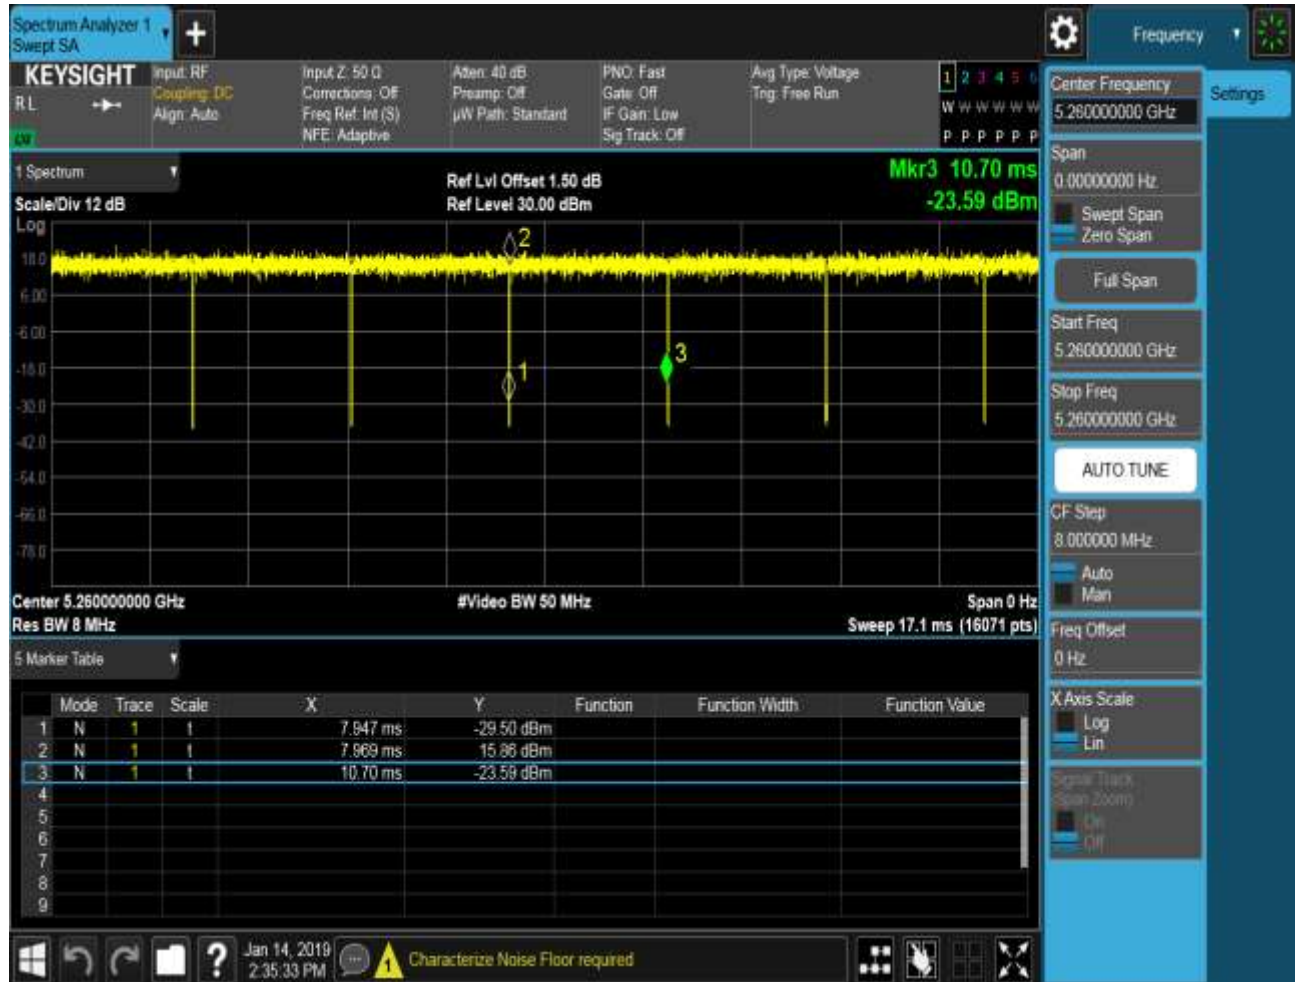 Spectrum Analyzer 1
Swept SA
Frequency
KEYSIGHT
R L
Input: RF
Coupling: DC
Align: Auto
Input Z: 50 Ω
Corrections: Off
Freq Ref: Int (S)
NFE: Adaptive
Atten: 40 dB
Preamp: Off
µW Path: Standard
PNO: Fast
Gate: Off
IF Gain: Low
Sig Track: Off
Avg Type: Voltage
Trig: Free Run
1 2 3 4 5 6
W W W W W W
P P P P P P
1 Spectrum
Scale/Div 12 dB
Ref Lvl Offset 1.50 dB
Ref Level 30.00 dBm
Mkr3 10.70 ms
-23.59 dBm
Log
18.0
6.00
-6.00
-18.0
-30.0
-42.0
-54.0
-66.0
-78.0
2
1
3
Center 5.260000000 GHz
#Video BW 50 MHz
Span 0 Hz
Res BW 8 MHz
Sweep 17.1 ms (16071 pts)
5 Marker Table
Mode Trace Scale X Y Function Function Width Function Value
1 N 1 t 7.947 ms -29.50 dBm
2 N 1 t 7.969 ms 15.86 dBm
3 N 1 t 10.70 ms -23.59 dBm
4
5
6
7
8
9
Jan 14, 2019
2:35:33 PM
?
1
Characterize Noise Floor required
Center Frequency
5.260000000 GHz
Settings
Span
0.00000000 Hz
Swept Span
Zero Span
Full Span
Start Freq
5.260000000 GHz
Stop Freq
5.260000000 GHz
AUTO TUNE
CF Step
8.000000 MHz
Auto
Man
Freq Offset
0 Hz
X Axis Scale
Log
Lin
Signal Track
(Span Zoom)
On
Off